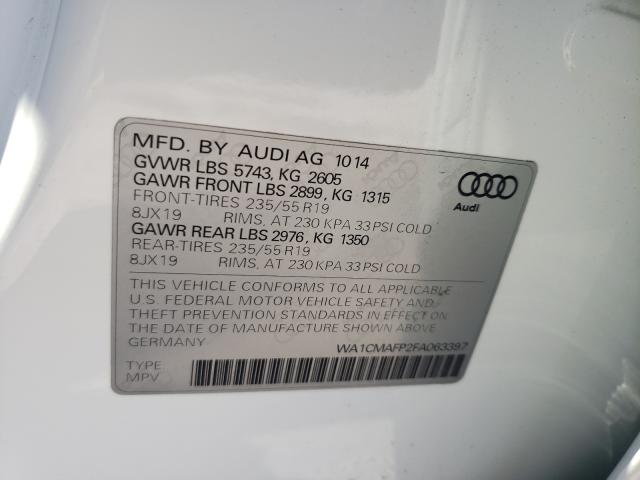 MFD. BY AUDI AG 10 14
GVWR LBS 5743, KG 2605
GAWR FRONT LBS 2899, KG 1315
FRONT-TIRES 235/55 R19
8JX19 RIMS, AT 230 KPA 33 PSI COLD
GAWR REAR LBS 2976, KG 1350
REAR-TIRES 235/55 R19
8JX19 RIMS, AT 230 KPA 33 PSI COLD
Audi
THIS VEHICLE CONFORMS TO ALL APPLICABLE
U.S. FEDERAL MOTOR VEHICLE SAFETY AND
THEFT PREVENTION STANDARDS IN EFFECT ON
THE DATE OF MANUFACTURE SHOWN ABOVE.
GERMANY
WA1CMAFP2FA063397
TYPE
MPV